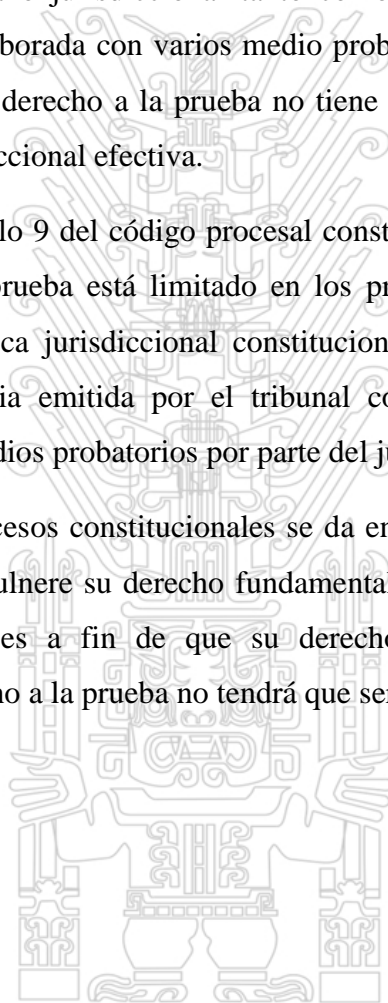 borada con varios medio prob
derecho a la prueba no tiene
ccional efectiva.
lo 9 del código procesal const
prueba está limitado en los pr
ca jurisdiccional constitucion
ia emitida por el tribunal co
dios probatorios por parte del j
cesos constitucionales se da en
ulnere su derecho fundamental
es a fin de que su derecho
no a la prueba no tendrá que ser